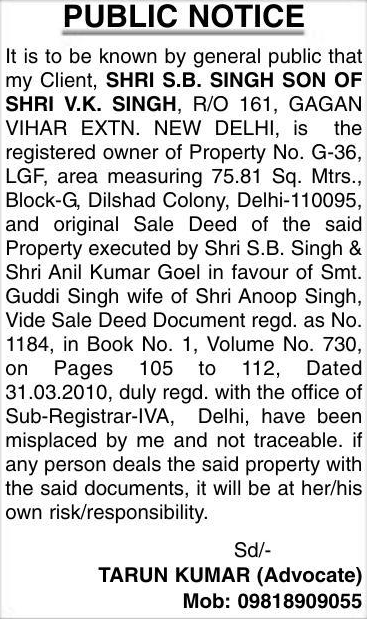 PUBLIC NOTICE
It is to be known by general public that
my Client, SHRI S.B. SINGH SON OF
SHRI V.K. SINGH, R/O 161, GAGAN
VIHAR EXTN. NEW DELHI, is the
registered owner of Property No. G-36,
LGF, area measuring 75.81 Sq. Mtrs.,
Block-G, Dilshad Colony, Delhi-110095,
and original Sale Deed of the said
Property executed by Shri S.B. Singh &
Shri Anil Kumar Goel in favour of Smt.
Guddi Singh wife of Shri Anoop Singh,
Vide Sale Deed Document regd. as No.
1184, in Book No. 1, Volume No. 730,
on Pages 105 to 112, Dated
31.03.2010, duly regd. with the office of
Sub-Registrar-IVA, Delhi, have been
misplaced by me and not traceable. if
any person deals the said property with
the said documents, it will be at her/his
own risk/responsibility.
Sd/-
TARUN KUMAR (Advocate)
Mob: 09818909055